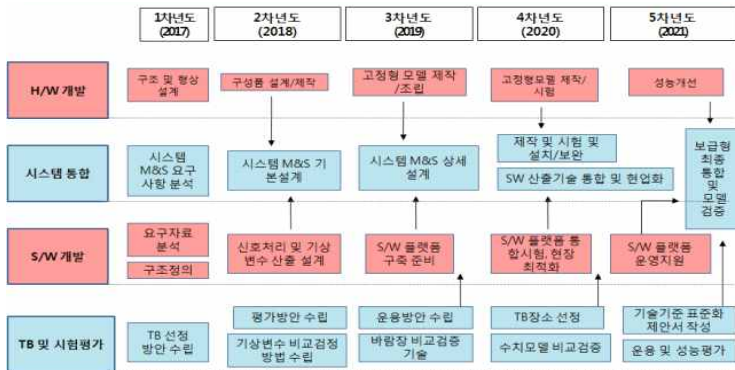 1차년도
(2017)
2차년도
(2018)
3차년도
(2019)
4차년도
(2020)
5차년도
(2021)
H/W 개발
구조 및 형상
설계
구성품 설계/제작
고정형 모델 제작
/조립
고정형모델 제작/
시험
성능개선
시스템 통합
시스템
M&S 요구
사항 분석
시스템 M&S 기
본설계
시스템 M&S 상세
설계
제작 및 시험 및
설치/보완
SW 산출기술 통합 및 현업화
보급형
최종
통합
및
모델
검증
S/W 개발
요구자료
분석
구조정의
신호처리 및 기상
변수 산출 설계
S/W 플랫폼
구축 준비
S/W 플랫폼 통
합시험, 현장
최적화
S/W 플랫폼
운영지원
TB 및 시험평가
TB 선정
방안 수립
평가방안 수립
기상변수 비교검정
방법 수립
운용방안 수립
바람장 비교검증
기술
TB장소 선정
수치모델 비교검증
기술기준 표준화
제안서 작성
운용 및 성능평가